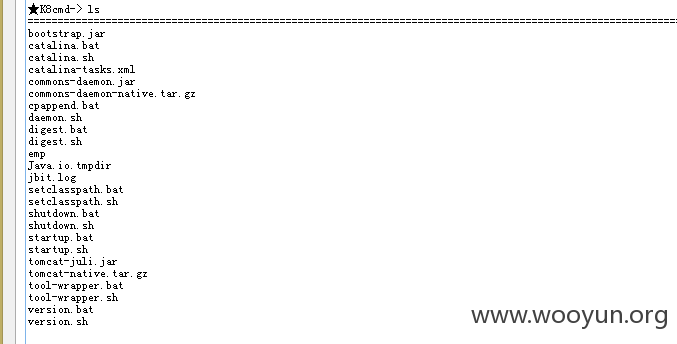 ★K8cmd-> ls
================================================================================
bootstrap.jar
catalina.bat
catalina.sh
catalina-tasks.xml
commons-daemon.jar
commons-daemon-native.tar.gz
cpappend.bat
daemon.sh
digest.bat
digest.sh
emp
Java.io.tmpdir
jbit.log
setclasspath.bat
setclasspath.sh
shutdown.bat
shutdown.sh
startup.bat
startup.sh
tomcat-juli.jar
tomcat-native.tar.gz
tool-wrapper.bat
tool-wrapper.sh
version.bat
version.sh
www.wooyun.org